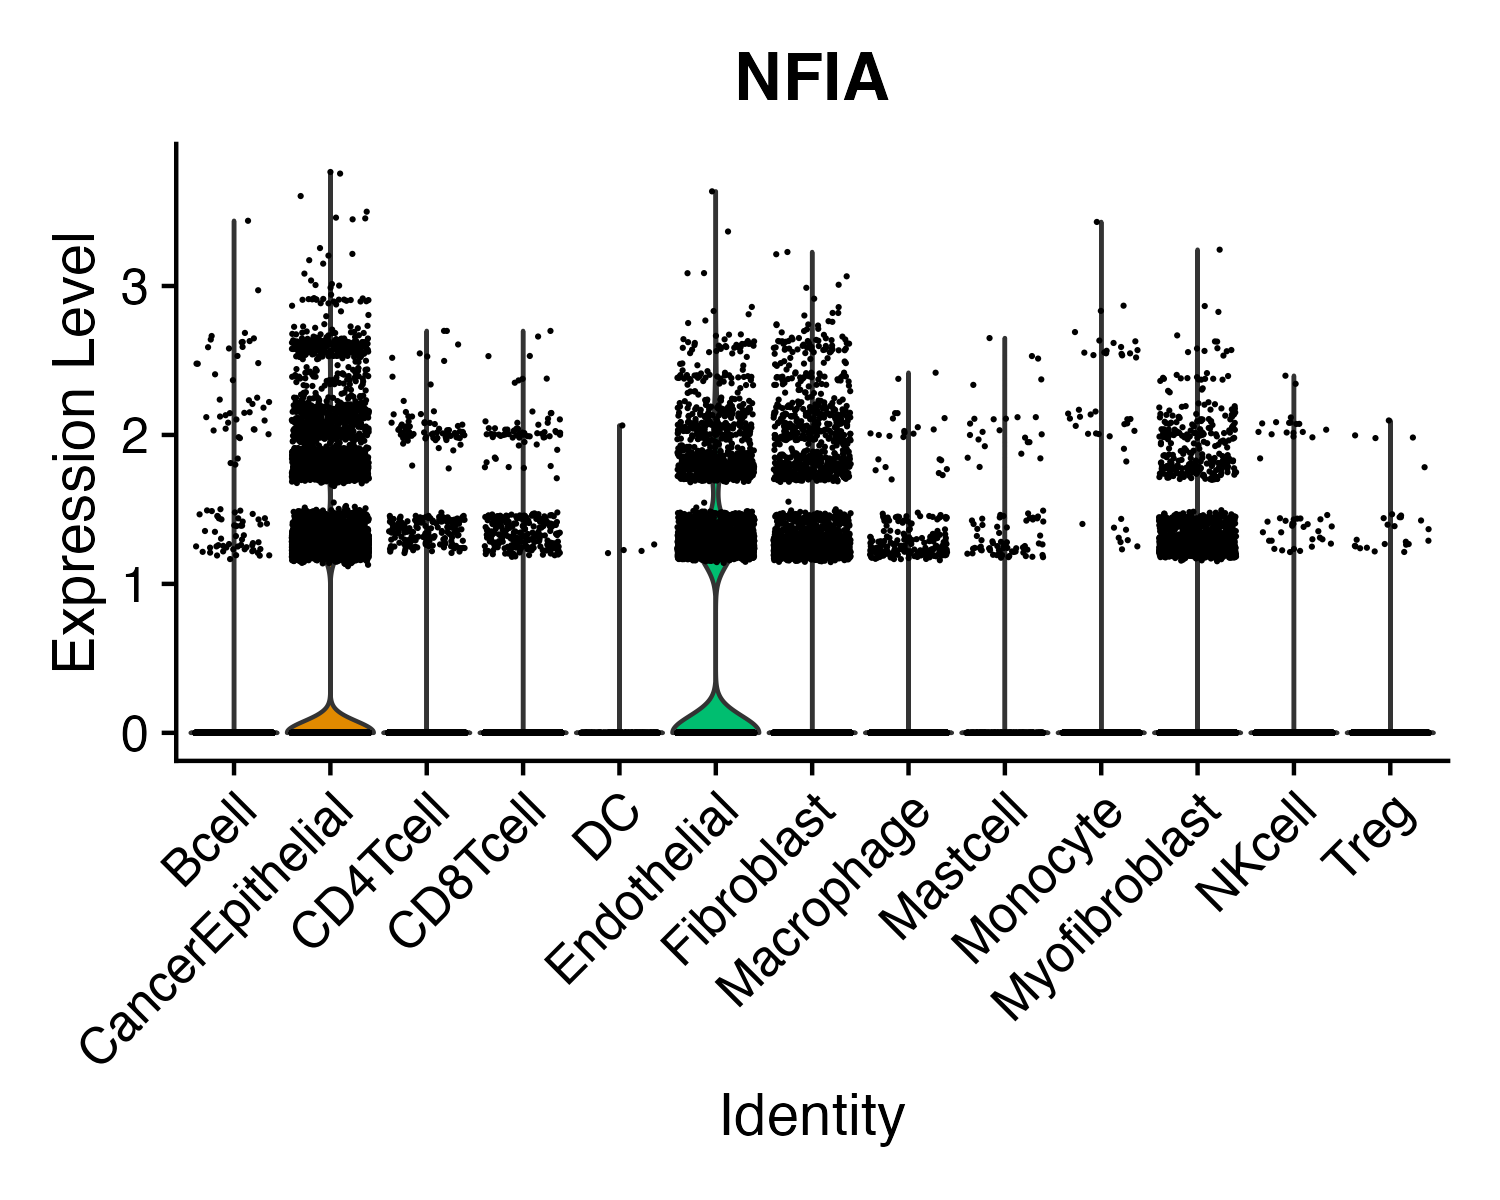 NFIA
Expression Level
3
2
1
0
Bcell
CancerEpithelial
CD4Tcell
CD8Tcell
DC
Endothelial
Fibroblast
Macrophage
Mastcell
Monocyte
Myofibroblast
NKcell
Treg
Identity